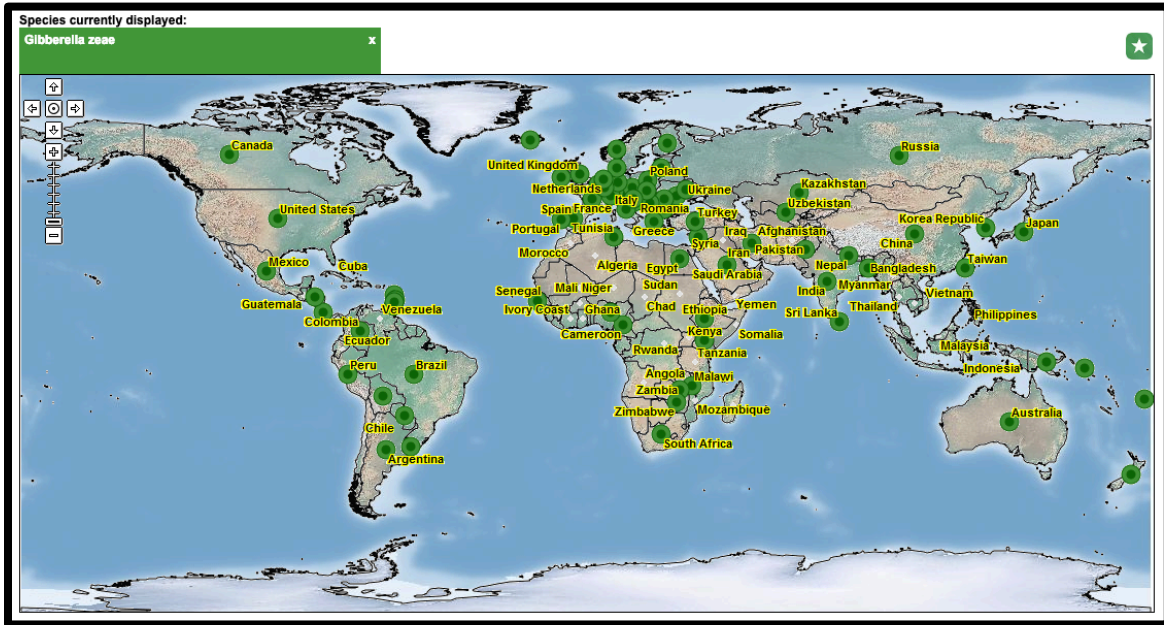 Species currently displayed:
Gibberella zeae x
Canada
Russia
United Kingdom
Poland
Netherlands
Ukraine
Kazakhstan
United States
Italy
Uzbekistan
Spain France
Romania
Turkey
Korea Republic
Japan
Portugal
Tunisia
Greece
Iraq
Afghanistan
China
Syria
Iran
Pakistan
Morocco
Mexico
Cuba
Algeria
Egypt
Saudi Arabia
Nepal
Bangladesh
Taiwan
Sudan
Myanmar
Senegal
Mali Niger
India
Vietnam
Guatemala
Venezuela
Ivory Coast
Ghana
Chad
Ethiopia
Yemen
Thailand
Sri Lanka
Philippines
Colombia
Cameroon
Kenya
Somalia
Ecuador
Rwanda
Tanzania
Malaysia
Peru
Brazil
Angola
Malawi
Indonesia
Zambia
Zimbabwe
Mozambique
Australia
Chile
South Africa
Argentina